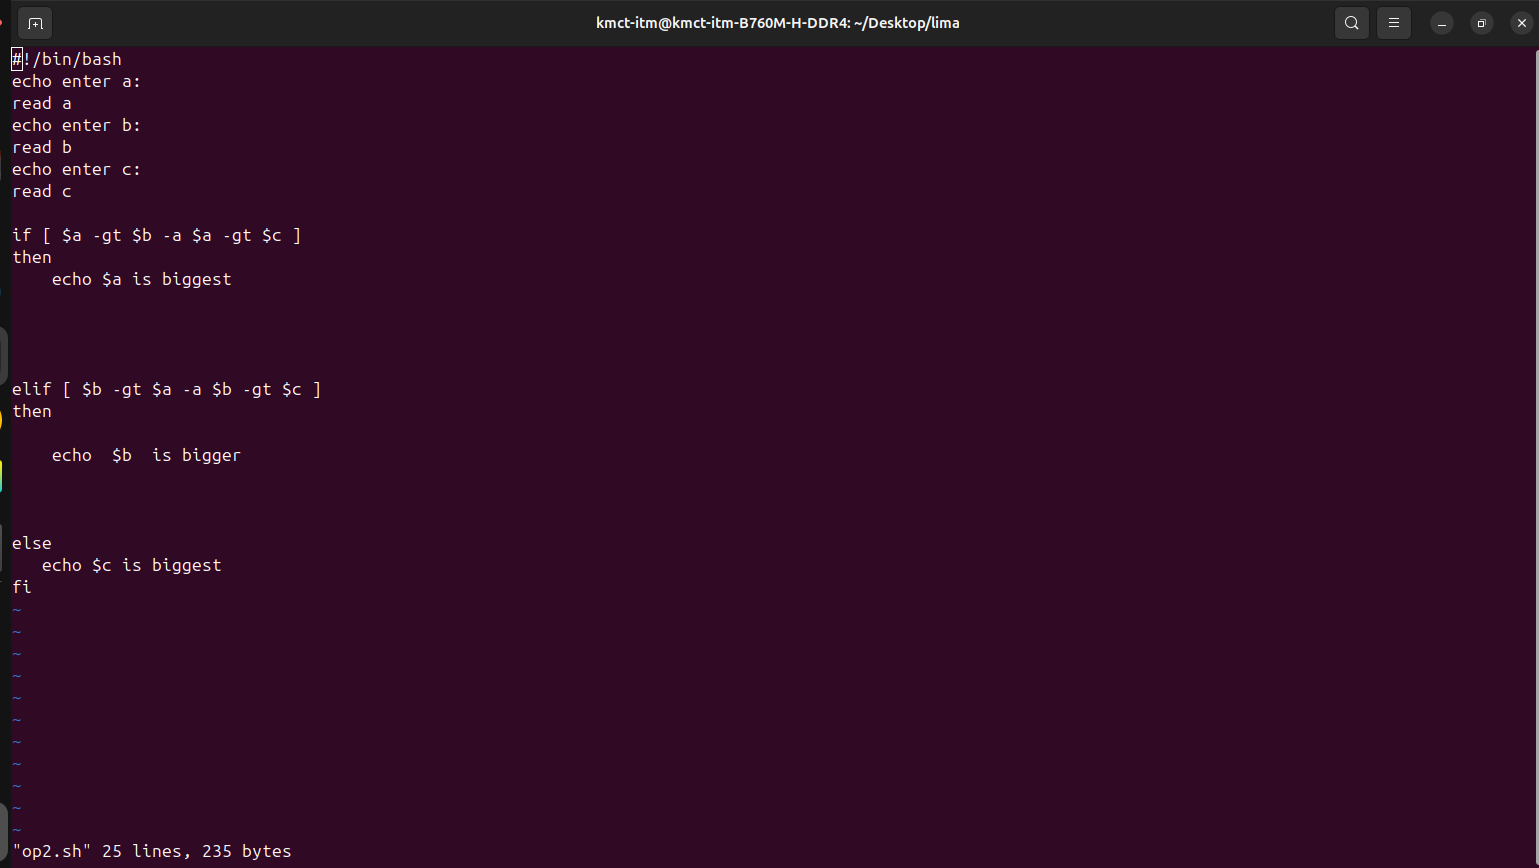 kmct-itm@kmct-itm-B760M-H-DDR4: ~/Desktop/lima
#!/bin/bash
echo enter a:
read a
echo enter b:
read b
echo enter c:
read c
if [ $a -gt $b -a $a -gt $c ]
then
    echo $a is biggest
elif [ $b -gt $a -a $b -gt $c ]
then
    echo  $b  is bigger
else
   echo $c is biggest
fi
~
~
~
~
~
~
~
~
~
~
~
"op2.sh" 25 lines, 235 bytes